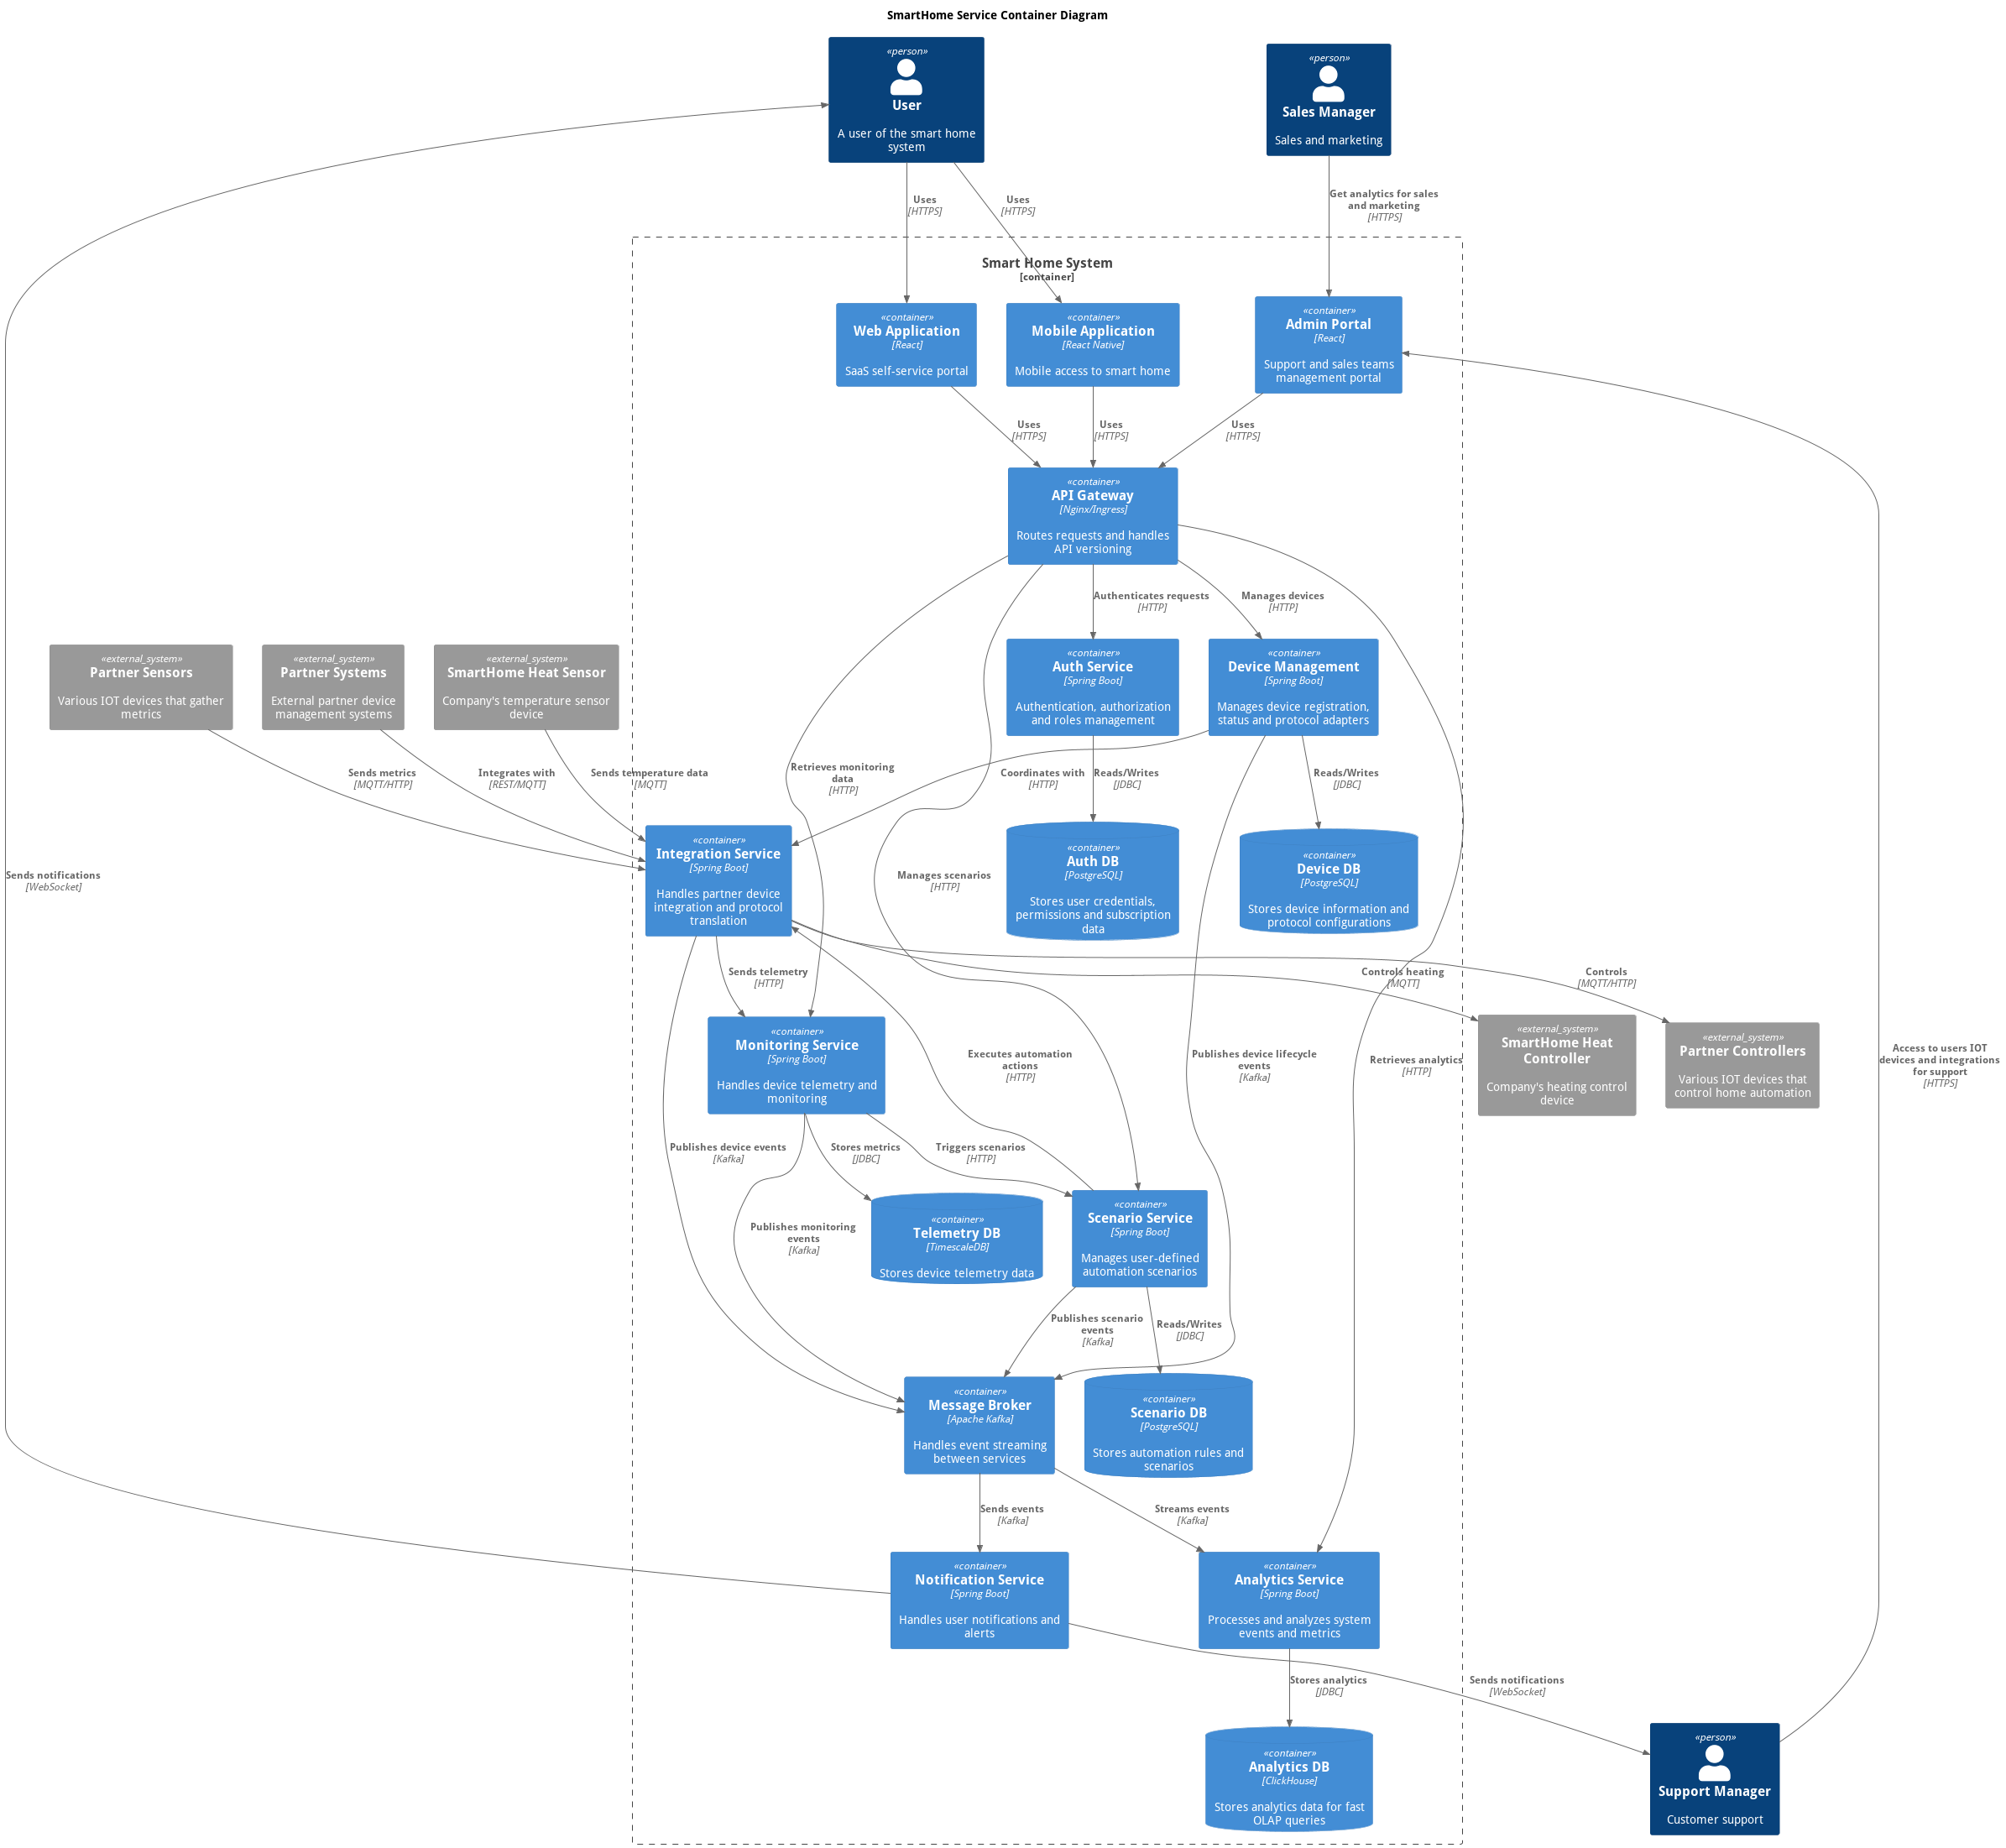 SmartHome Service Container Diagram
«person»
User
A user of the smart home
system
«person»
Sales Manager
Sales and marketing
Uses
[HTTPS]
Uses
[HTTPS]
Get analytics for sales
and marketing
[HTTPS]
Smart Home System
[container]
«container»
Web Application
[React]
SaaS self-service portal
«container»
Mobile Application
[React Native]
Mobile access to smart home
«container»
Admin Portal
[React]
Support and sales teams
management portal
Uses
[HTTPS]
Uses
[HTTPS]
Uses
[HTTPS]
«container»
API Gateway
[Nginx/Ingress]
Routes requests and handles
API versioning
Authenticates requests
[HTTP]
Manages devices
[HTTP]
«external_system»
Partner Sensors
Various IOT devices that gather
metrics
«external_system»
Partner Systems
External partner device
management systems
«external_system»
SmartHome Heat Sensor
Company's temperature sensor
device
«container»
Auth Service
[Spring Boot]
Authentication, authorization
and roles management
«container»
Device Management
[Spring Boot]
Manages device registration,
status and protocol adapters
Sends metrics
[MQTT/HTTP]
Integrates with
[REST/MQTT]
Sends temperature data
[MQTT]
Retrieves monitoring
data
[HTTP]
Coordinates with
[HTTP]
Reads/Writes
[JDBC]
Reads/Writes
[JDBC]
Sends notifications
[WebSocket]
«container»
Integration Service
[Spring Boot]
Handles partner device
integration and protocol
translation
Manages scenarios
[HTTP]
«container»
Auth DB
[PostgreSQL]
Stores user credentials,
permissions and subscription
data
«container»
Device DB
[PostgreSQL]
Stores device information and
protocol configurations
Sends telemetry
[HTTP]
Controls heating
[MQTT]
Controls
[MQTT/HTTP]
«container»
Monitoring Service
[Spring Boot]
Handles device telemetry and
monitoring
Executes automation
actions
[HTTP]
Publishes device lifecycle
events
[Kafka]
Retrieves analytics
[HTTP]
«external_system»
SmartHome Heat
Controller
Company's heating control
device
«external_system»
Partner Controllers
Various IOT devices that
control home automation
Access to users IOT
devices and integrations
for support
[HTTPS]
Publishes device events
[Kafka]
Stores metrics
[JDBC]
Triggers scenarios
[HTTP]
Publishes monitoring
events
[Kafka]
«container»
Telemetry DB
[TimescaleDB]
Stores device telemetry data
«container»
Scenario Service
[Spring Boot]
Manages user-defined
automation scenarios
Publishes scenario
events
[Kafka]
Reads/Writes
[JDBC]
«container»
Message Broker
[Apache Kafka]
Handles event streaming
between services
«container»
Scenario DB
[PostgreSQL]
Stores automation rules and
scenarios
Sends events
[Kafka]
Streams events
[Kafka]
«container»
Notification Service
[Spring Boot]
Handles user notifications and
alerts
«container»
Analytics Service
[Spring Boot]
Processes and analyzes system
events and metrics
Stores analytics
[JDBC]
Sends notifications
[WebSocket]
«container»
Analytics DB
[ClickHouse]
Stores analytics data for fast
OLAP queries
«person»
Support Manager
Customer support